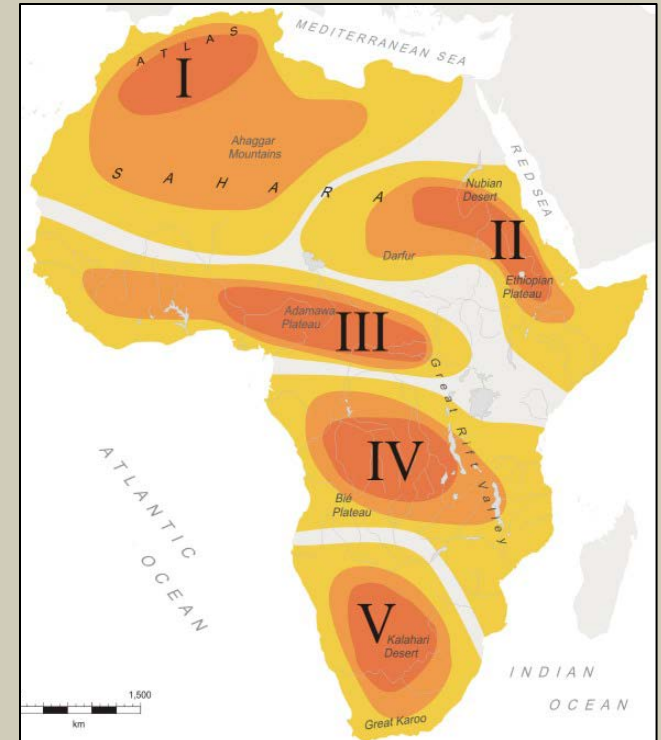 MEDITERRANEAN SEA
ATLAS
I
Ahaggar
Mountains
SAHARA
RED SEA
Nubian
Desert
II
Darfur
Ethiopian
Plateau
Adamawa
Plateau
III
Great Rift Valley
IV
Bié
Plateau
ATLANTIC
OCEAN
V
Kalahari
Desert
INDIAN
OCEAN
1,500
km
Great Karoo